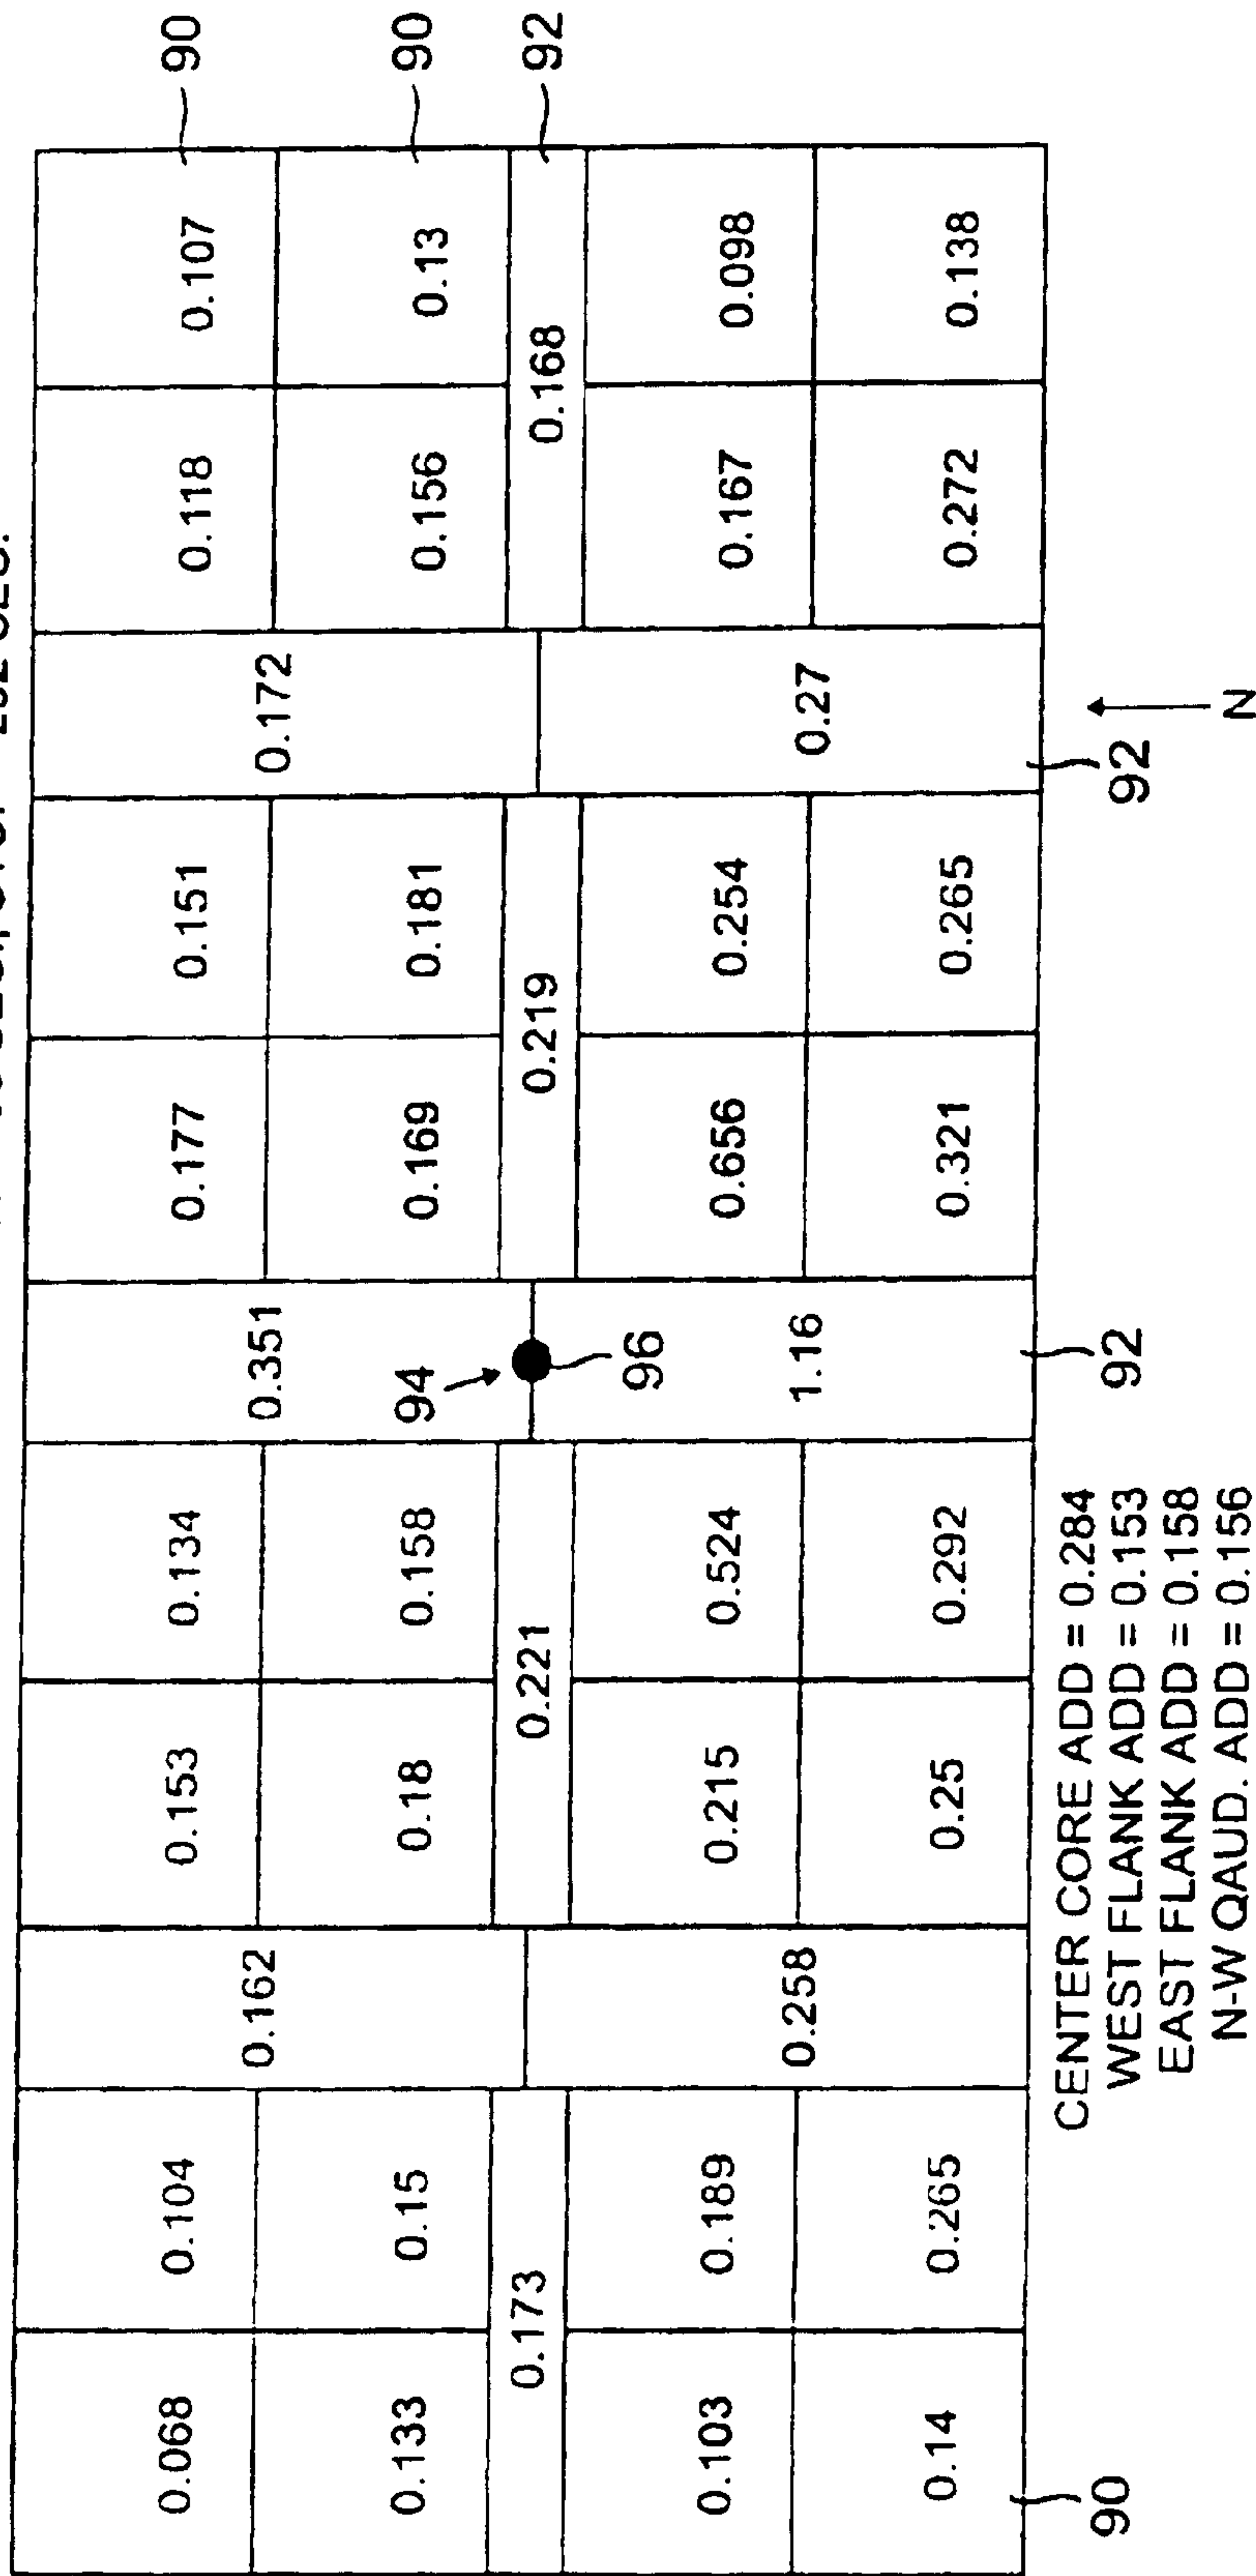 0.068 0.104 0.153 0.134 0.177 0.151 0.118 0.107 90
0.162 0.351 0.172
0.133 0.15 0.18 0.158 94 0.169 0.181 0.156 0.13 90
0.173 0.221 0.219 0.168 92
96
0.103 0.189 0.215 0.524 0.656 0.254 0.167 0.098
0.258 1.16 0.27
0.14 0.265 0.25 0.292 0.321 0.265 0.272 0.138
90 92 92
CENTER CORE ADD = 0.284
WEST FLANK ADD = 0.153
EAST FLANK ADD = 0.158
N-W QAUD. ADD = 0.156
N